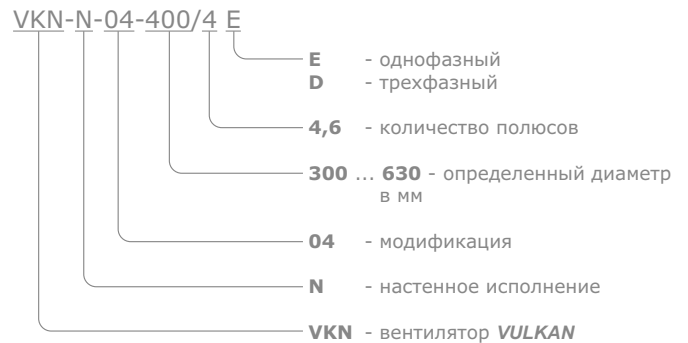 VKN-N-04-400/4 E
E - однофазный
D - трехфазный
4,6 - количество полюсов
300 ... 630 - определенный диаметр
в мм
04 - модификация
N - настенное исполнение
VKN - вентилятор VULKAN